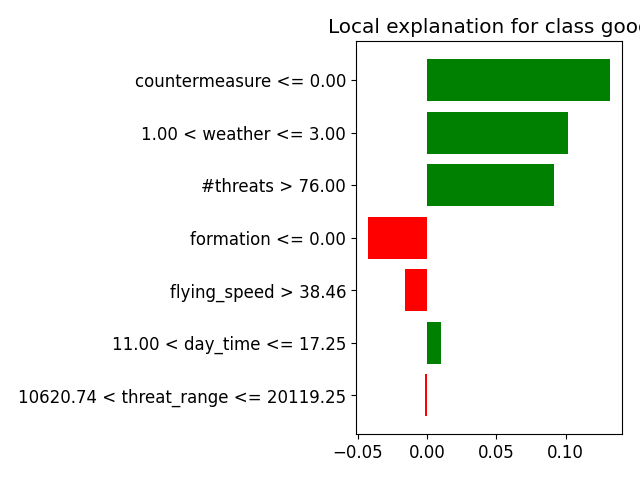 Local explanation for class good
countermeasure <= 0.00
1.00 < weather <= 3.00
#threats > 76.00
formation <= 0.00
flying_speed > 38.46
11.00 < day_time <= 17.25
10620.74 < threat_range <= 20119.25
−0.05 0.00 0.05 0.10